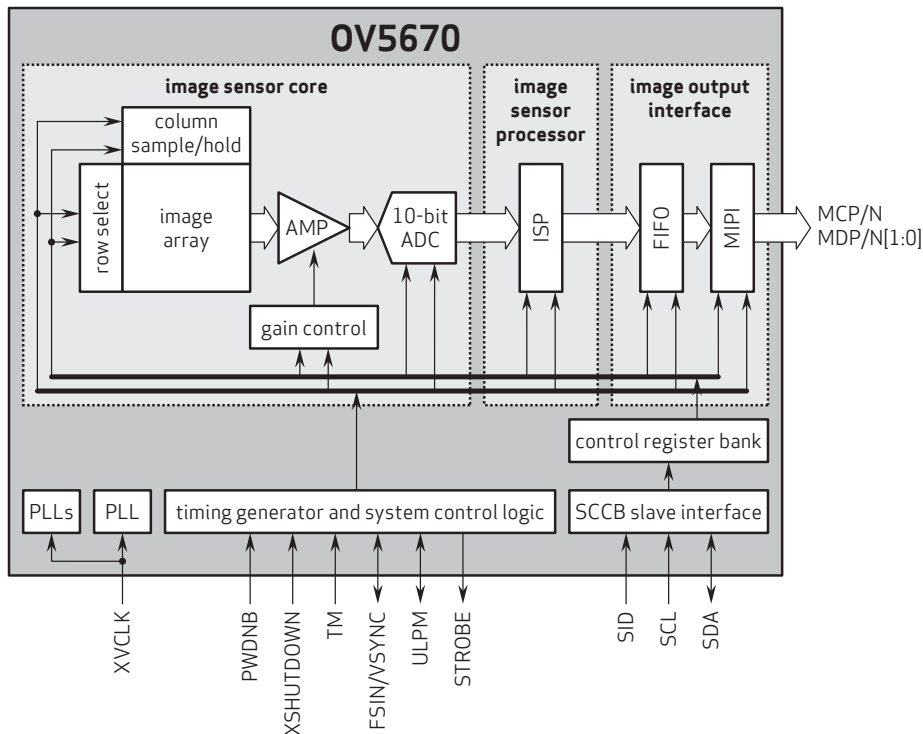 OV5670
image sensor core
image
sensor
processor
image output
interface
column
sample/hold
row select
image
array
AMP
10-bit
ADC
ISP
FIFO
MIPI
MCP/N
MDP/N[1:0]
gain control
control register bank
PLLs
PLL
timing generator and system control logic
SCCB slave interface
XVCLK
PWDNB
XSHUTDOWN
TM
FSIN/VSYNC
ULPM
STROBE
SID
SCL
SDA